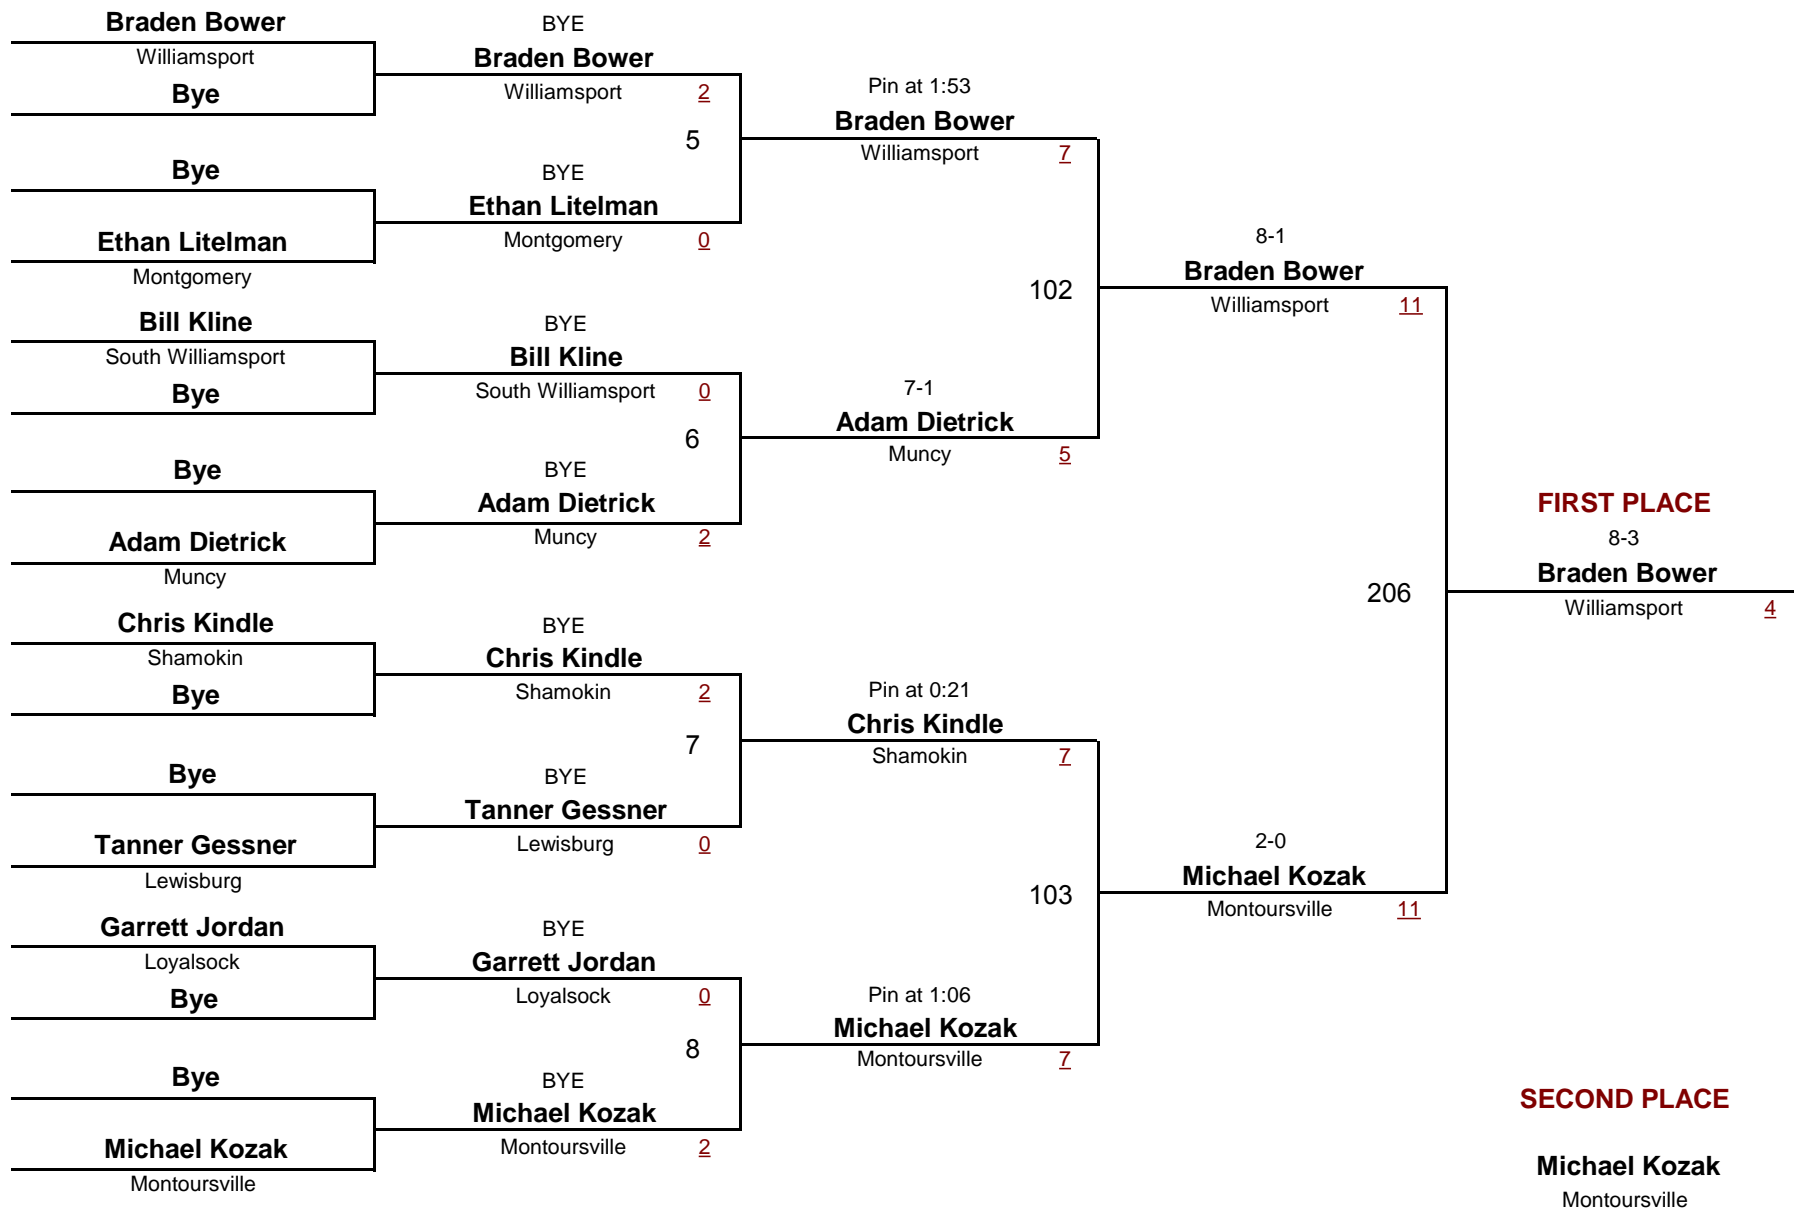 Braden Bower
Williamsport
Bye
Bye
Ethan Litelman
Montgomery
Bill Kline
South Williamsport
Bye
Bye
Adam Dietrick
Muncy
Chris Kindle
Shamokin
Bye
Bye
Tanner Gessner
Lewisburg
Garrett Jordan
Loyalsock
Bye
Bye
Michael Kozak
Montoursville
BYE
Braden Bower
Williamsport 2
5
BYE
Ethan Litelman
Montgomery 0
BYE
Bill Kline
South Williamsport 0
6
BYE
Adam Dietrick
Muncy 2
BYE
Chris Kindle
Shamokin 2
7
BYE
Tanner Gessner
Lewisburg 0
BYE
Garrett Jordan
Loyalsock 0
8
BYE
Michael Kozak
Montoursville 2
Pin at 1:53
Braden Bower
Williamsport 7
102
7-1
Adam Dietrick
Muncy 5
Pin at 0:21
Chris Kindle
Shamokin 7
103
Pin at 1:06
Michael Kozak
Montoursville 7
8-1
Braden Bower
Williamsport 11
206
2-0
Michael Kozak
Montoursville 11
FIRST PLACE
8-3
Braden Bower
Williamsport 4
SECOND PLACE
Michael Kozak
Montoursville